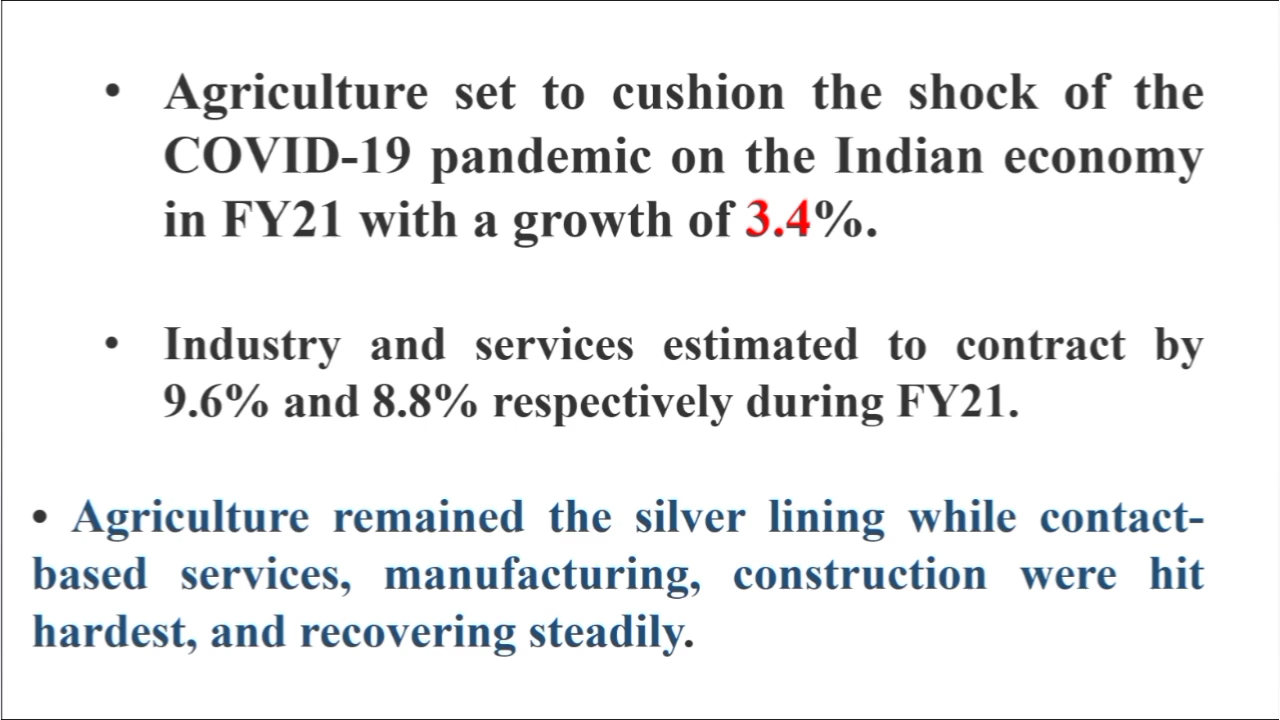 • Agriculture set to cushion the shock of the
COVID-19 pandemic on the Indian economy
in FY21 with a growth of 3.4%.
• Industry and services estimated to contract by
9.6% and 8.8% respectively during FY21.
• Agriculture remained the silver lining while contact-
based services, manufacturing, construction were hit
hardest, and recovering steadily.